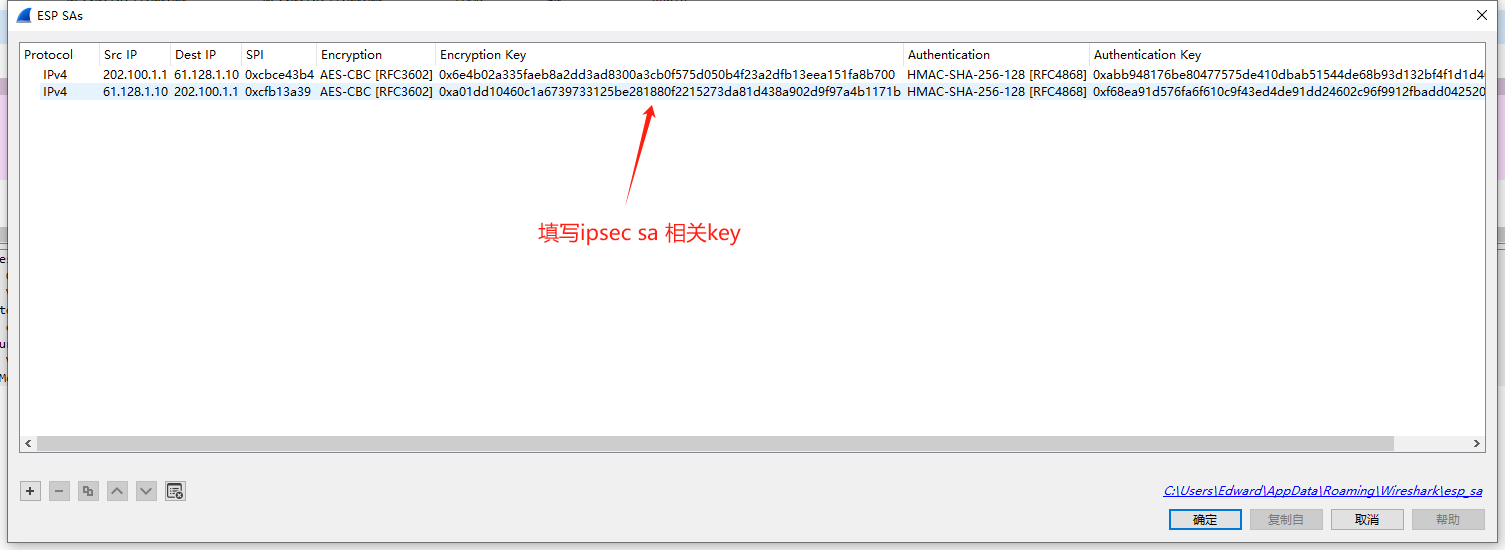 ESP SAs
Protocol Src IP Dest IP SPI Encryption Encryption Key Authentication Authentication Key
IPv4 202.100.1.1 61.128.1.10 0xcbce43b4 AES-CBC [RFC3602] 0x6e4b02a335faeb8a2dd3ad8300a3cb0f575d050b4f23a2dfb13eea151fa8b700 HMAC-SHA-256-128 [RFC4868] 0xabb948176be80477575de410dbab51544de68b93d132bf4f1d1d4
IPv4 61.128.1.10 202.100.1.1 0xcfb13a39 AES-CBC [RFC3602] 0xa01dd10460c1a6739733125be281880f2215273da81d438a902d9f97a4b1171b HMAC-SHA-256-128 [RFC4868] 0xf68ea91d576fa6f610c9f43ed4de91dd24602c96f9912fbadd042520
填写ipsec sa 相关key
C:\Users\Edward\AppData\Roaming\Wireshark\esp_sa
确定 复制自 取消 帮助